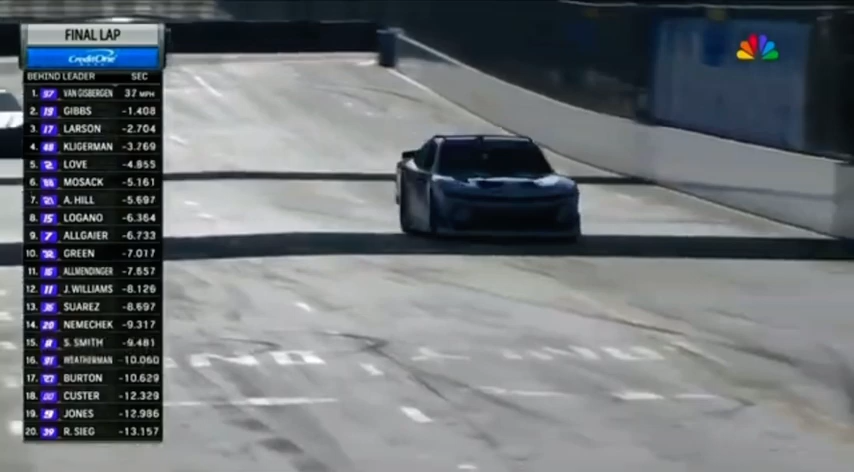 FINAL LAP
CreditOne
BANK
BEHIND LEADER SEC
1. 97 VAN GISBERGEN 37 MPH
2. 19 GIBBS -1.408
3. 17 LARSON -2.704
4. 48 KLIGERMAN -3.769
5. 2 LOVE -4.855
6. MOSACK -5.161
7. 21 A. HILL -5.697
8. 15 LOGANO -6.364
9. 7 ALLGAIER -6.733
10. GREEN -7.017
11. 16 ALLMENDINGER -7.657
12. 11 J. WILLIAMS -8.126
13. SUAREZ -8.697
14. 20 NEMECHEK -9.317
15. 8 S. SMITH -9.481
16. 91 WEATHERMAN -10.060
17. 27 BURTON -10.629
18. 00 CUSTER -12.329
19. JONES -12.986
20. 39 R. SIEG -13.157